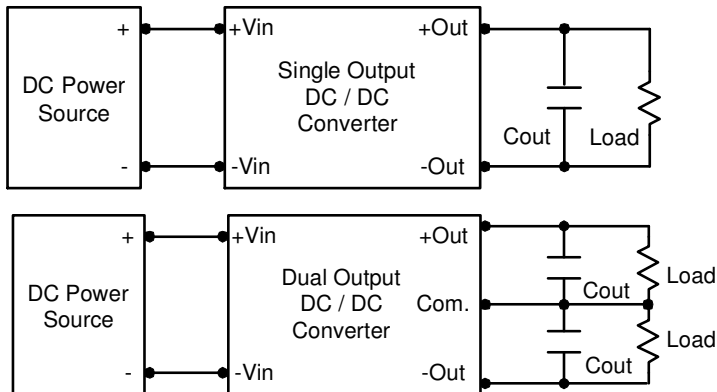 +
+Vin
+Out
DC Power
Source
Single Output
DC / DC
Converter
Cout
Load
-
-Vin
-Out
+
+Vin
+Out
DC Power
Source
Dual Output
DC / DC
Converter
Com.
Cout
Load
Load
Cout
-
-Vin
-Out